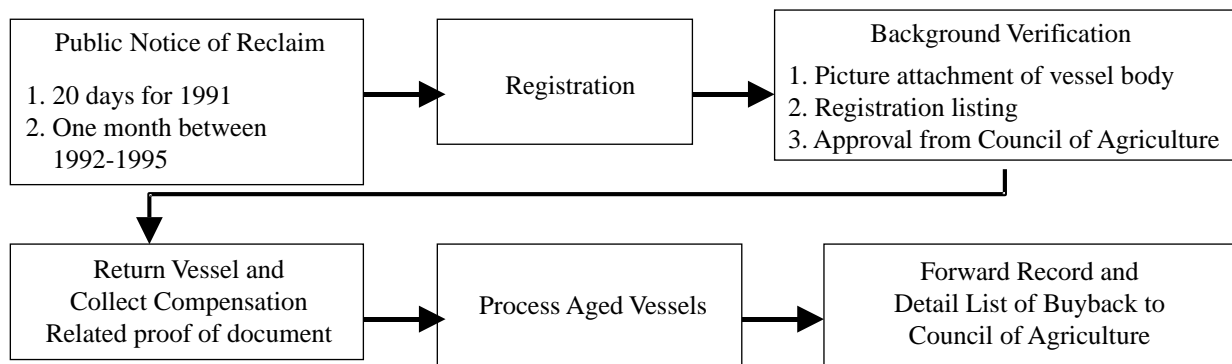 Public Notice of Reclaim
1. 20 days for 1991
2. One month between
1992-1995
Registration
Background Verification
1. Picture attachment of vessel body
2. Registration listing
3. Approval from Council of Agriculture
Return Vessel and
Collect Compensation
Related proof of document
Process Aged Vessels
Forward Record and
Detail List of Buyback to
Council of Agriculture